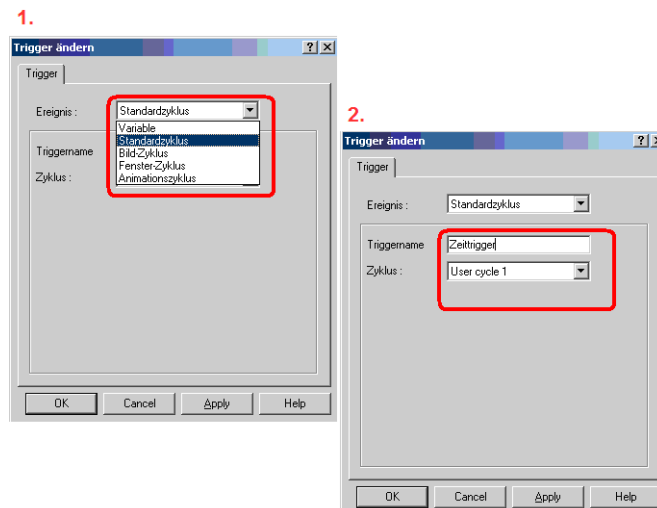 1.
Trigger ändern
Trigger
Ereignis :
Standardzyklus
Variable
Standardzyklus
Bild-Zyklus
Fenster-Zyklus
Animationszyklus
Triggername
Zyklus :
OK Cancel Apply Help
2.
Trigger ändern
Trigger
Ereignis : Standardzyklus
Triggername Zeittrigger
Zyklus : User cycle 1
OK Cancel Apply Help